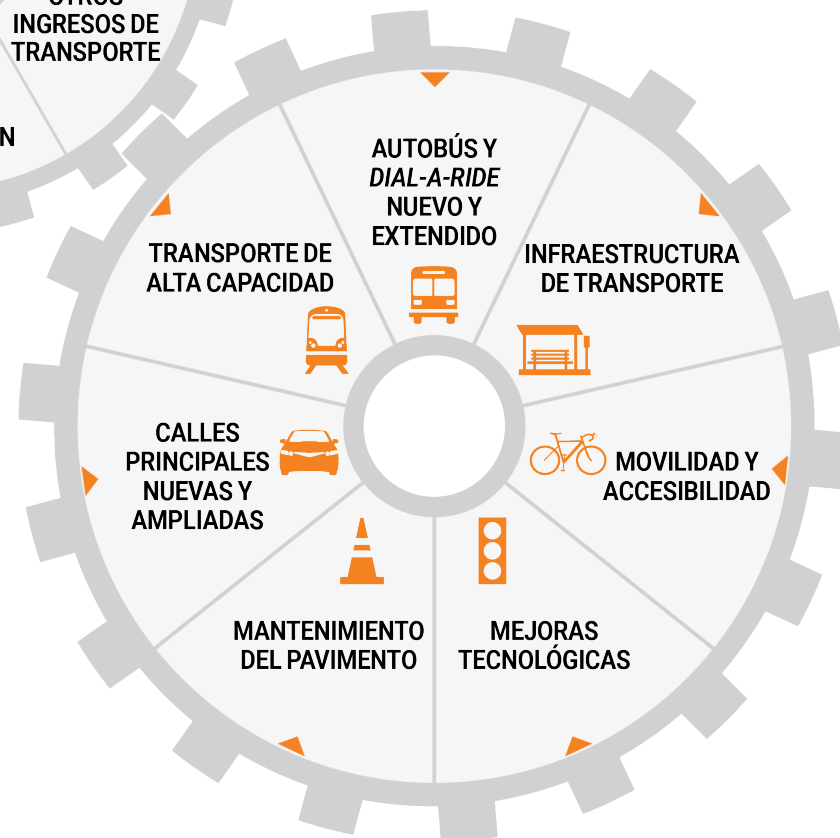 INGRESOS DE
TRANSPORTE
N
AUTOBÚS Y
DIAL-A-RIDE
NUEVO Y
EXTENDIDO
TRANSPORTE DE
ALTA CAPACIDAD
INFRAESTRUCTURA
DE TRANSPORTE
CALLES
PRINCIPALES
NUEVAS Y
AMPLIADAS
MOVILIDAD Y
ACCESIBILIDAD
MANTENIMIENTO
DEL PAVIMENTO
MEJORAS
TECNOLÓGICAS